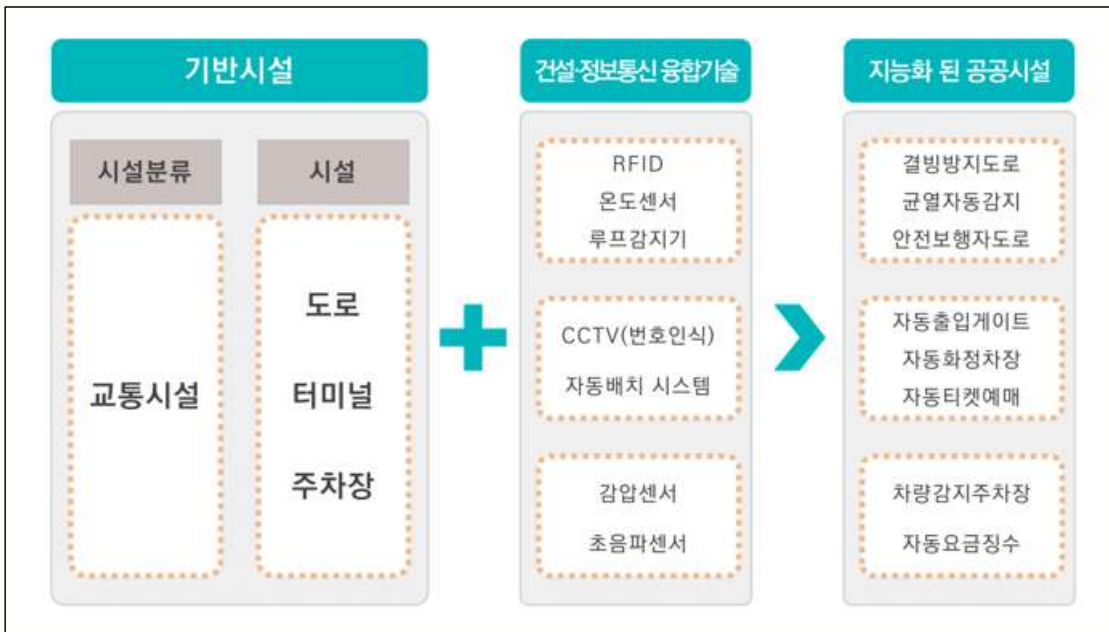 기반시설
시설분류
시설
교통시설
도로
터미널
주차장
건설·정보통신 융합기술
RFID
온도센서
루프감지기
CCTV(번호인식)
자동배치 시스템
감압센서
초음파센서
지능화 된 공공시설
결빙방지도로
균열자동감지
안전보행자도로
자동출입게이트
자동화정차장
자동티켓예매
차량감지주차장
자동요금징수